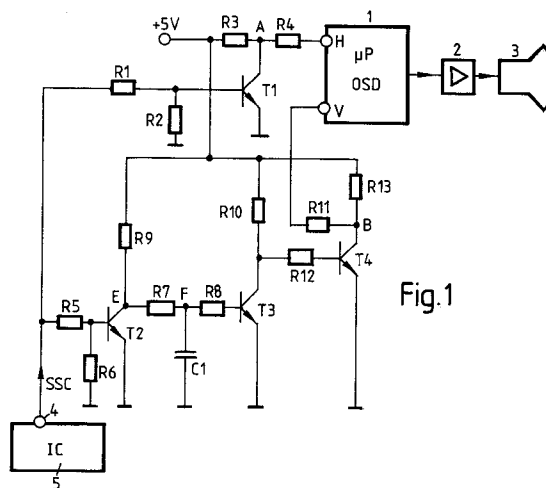 +5V
R3
A
R4
H
1
µP
OSD
V
2
3
R1
R2
T1
R9
R10
R11
R13
B
R12
T4
E
R7
F
R8
T3
T2
R5
R6
C1
SSC
4
IC
5
Fig.1